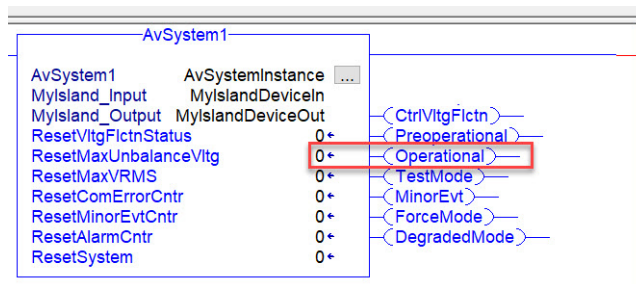 AvSystem1
AvSystem1 AvSystemInstance ...
MyIsland_Input MyIslandDeviceIn
MyIsland_Output MyIslandDeviceOut CtrlVltgFlctn
ResetVltgFlctnStatus 0 Preoperational
ResetMaxUnbalanceVltg 0 Operational
ResetMaxVRMS 0 TestMode
ResetComErrorCntr 0 MinorEvt
ResetMinorEvtCntr 0 ForceMode
ResetAlarmCntr 0 DegradedMode
ResetSystem 0